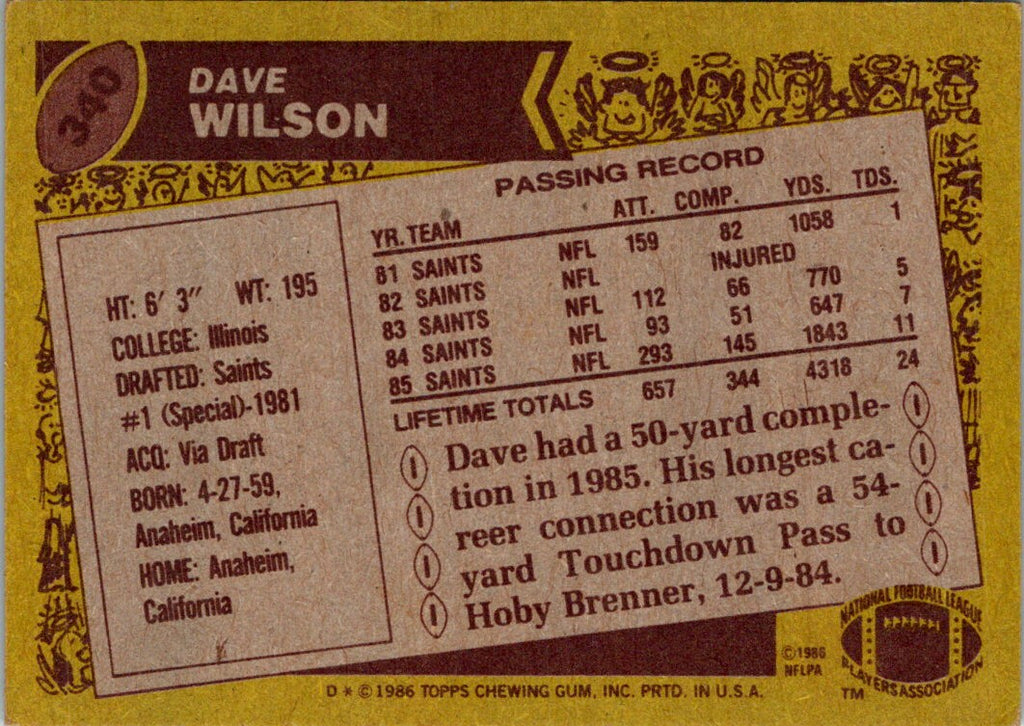 340
DAVE
WILSON
HT: 6' 3" WT: 195
COLLEGE: Illinois
DRAFTED: Saints
#1 (Special)-1981
ACQ: Via Draft
BORN: 4-27-59,
Anaheim, California
HOME: Anaheim,
California
PASSING RECORD
YR. TEAM ATT. COMP. YDS. TDS.
81 SAINTS NFL 159 82 1058 1
82 SAINTS NFL INJURED
83 SAINTS NFL 112 66 770 5
84 SAINTS NFL 93 51 647 7
85 SAINTS NFL 293 145 1843 11
LIFETIME TOTALS 657 344 4318 24
Dave had a 50-yard comple-
tion in 1985. His longest ca-
reer connection was a 54-
yard Touchdown Pass to
Hoby Brenner, 12-9-84.
©1986
NFLPA
NATIONAL FOOTBALL LEAGUE
PLAYERS ASSOCIATION
TM
D * © 1986 TOPPS CHEWING GUM, INC. PRTD. IN U.S.A.